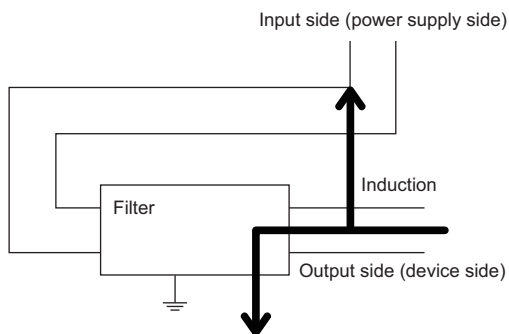 Input side (power supply side)
Induction
Filter
Output side (device side)